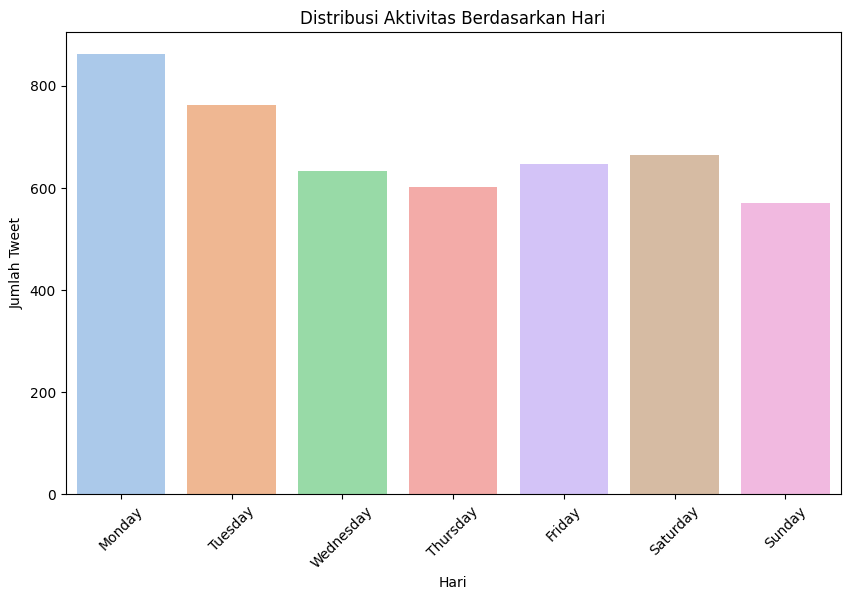 Distribusi Aktivitas Berdasarkan Hari
Jumlah Tweet
800
600
400
200
0
Monday
Tuesday
Wednesday
Thursday
Friday
Saturday
Sunday
Hari